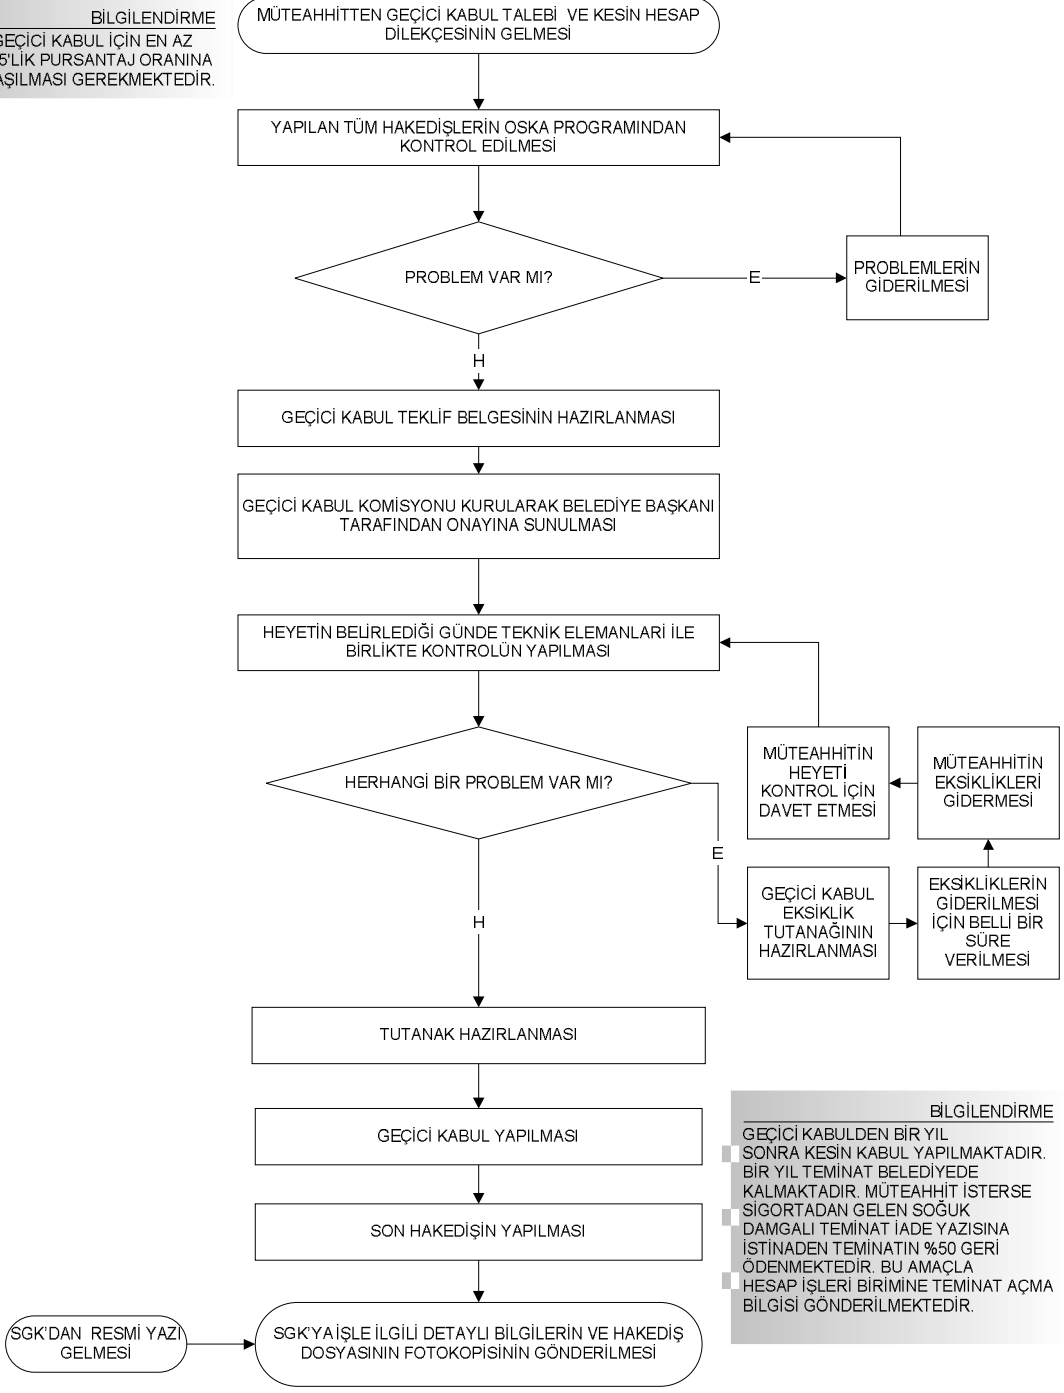 BİLGİLENDİRME
GEÇİCİ KABUL İÇİN EN AZ
5'LİK PURSANTAJ ORANINA
AŞILMASI GEREKMEKTEDİR.
MÜTEAHHİTTEN GEÇİCİ KABUL TALEBİ VE KESİN HESAP
DİLEKÇESİNİN GELMESİ
YAPILAN TÜM HAKEDİŞLERİN OSKA PROGRAMINDAN
KONTROL EDİLMESİ
PROBLEM VAR MI?
E
PROBLEMLERİN
GİDERİLMESİ
H
GEÇİCİ KABUL TEKLİF BELGESİNİN HAZIRLANMASI
GEÇİCİ KABUL KOMİSYONU KURULARAK BELEDİYE BAŞKANI
TARAFINDAN ONAYINA SUNULMASI
HEYETİN BELİRLEDİĞİ GÜNDE TEKNİK ELEMANLARİ İLE
BİRLİKTE KONTROLÜN YAPILMASI
HERHANGİ BİR PROBLEM VAR MI?
MÜTEAHHİTİN
HEYETİ
KONTROL İÇİN
DAVET ETMESİ
MÜTEAHHİTİN
EKSİKLİKLERİ
GİDERMESİ
E
GEÇİCİ KABUL
EKSİKLİK
TUTANAĞININ
HAZIRLANMASI
EKSİKLİKLERİN
GİDERİLMESİ
İÇİN BELLİ BİR
SÜRE
VERİLMESİ
H
TUTANAK HAZIRLANMASI
GEÇİCİ KABUL YAPILMASI
SON HAKEDİŞİN YAPILMASI
BİLGİLENDİRME
GEÇİCİ KABULDEN BİR YIL
SONRA KESİN KABUL YAPILMAKTADIR.
BİR YIL TEMİNAT BELEDİYEDE
KALMAKTADIR. MÜTEAHHİT İSTERSE
SİGORTADAN GELEN SOĞUK
DAMGALI TEMİNAT İADE YAZISINA
İSTİNADEN TEMİNATIN %50 GERİ
ÖDENMEKTEDİR. BU AMAÇLA
HESAP İŞLERİ BİRİMİNE TEMİNAT AÇMA
BİLGİSİ GÖNDERİLMEKTEDİR.
SGK'DAN RESMİ YAZI
GELMESİ
SGK'YA İŞLE İLGİLİ DETAYLI BİLGİLERİN VE HAKEDİŞ
DOSYASININ FOTOKOPİSİNİN GÖNDERİLMESİ